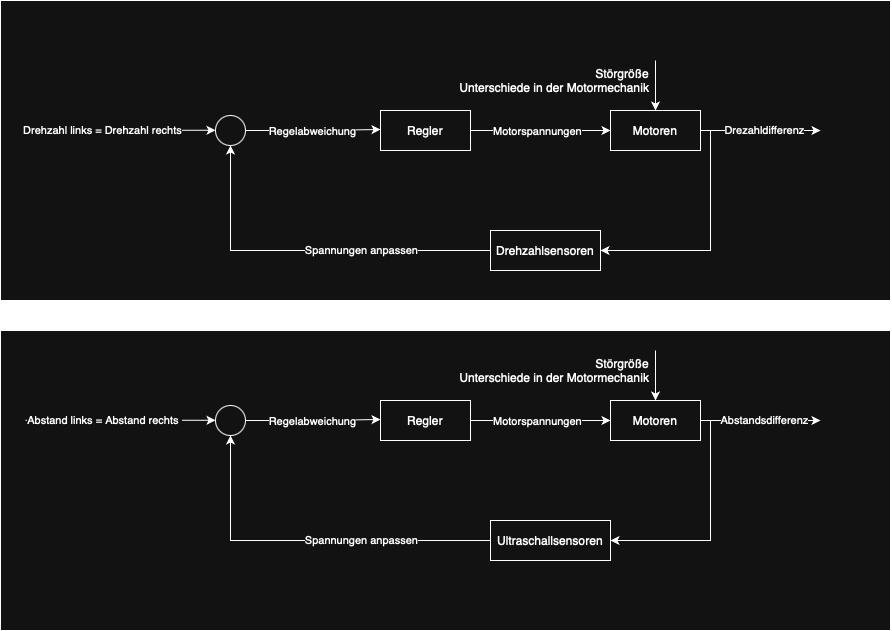 Störgröße
Unterschiede in der Motormechanik
Drehzahl links = Drehzahl rechts
Regelabweichung
Regler
Motorspannungen
Motoren
Drezahldifferenz
Spannungen anpassen
Drehzahlsensoren
Störgröße
Unterschiede in der Motormechanik
Abstand links = Abstand rechts
Regelabweichung
Regler
Motorspannungen
Motoren
Abstandsdifferenz
Spannungen anpassen
Ultraschallsensoren